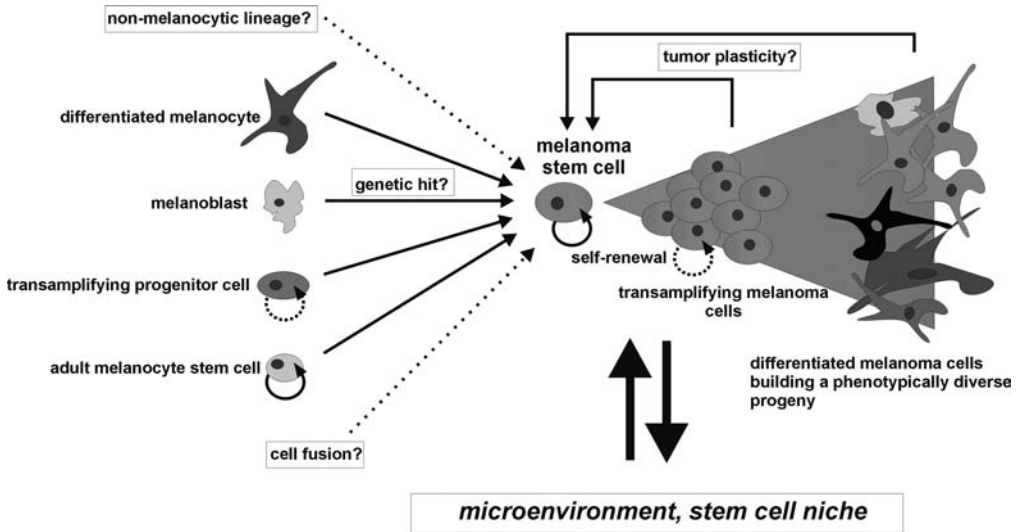 non-melanocytic lineage?
tumor plasticity?
differentiated melanocyte
melanoma
stem cell
genetic hit?
melanoblast
self-renewal
transamplifying progenitor cell
transamplifying melanoma
cells
adult melanocyte stem cell
differentiated melanoma cells
building a phenotypically diverse
progeny
cell fusion?
microenvironment, stem cell niche